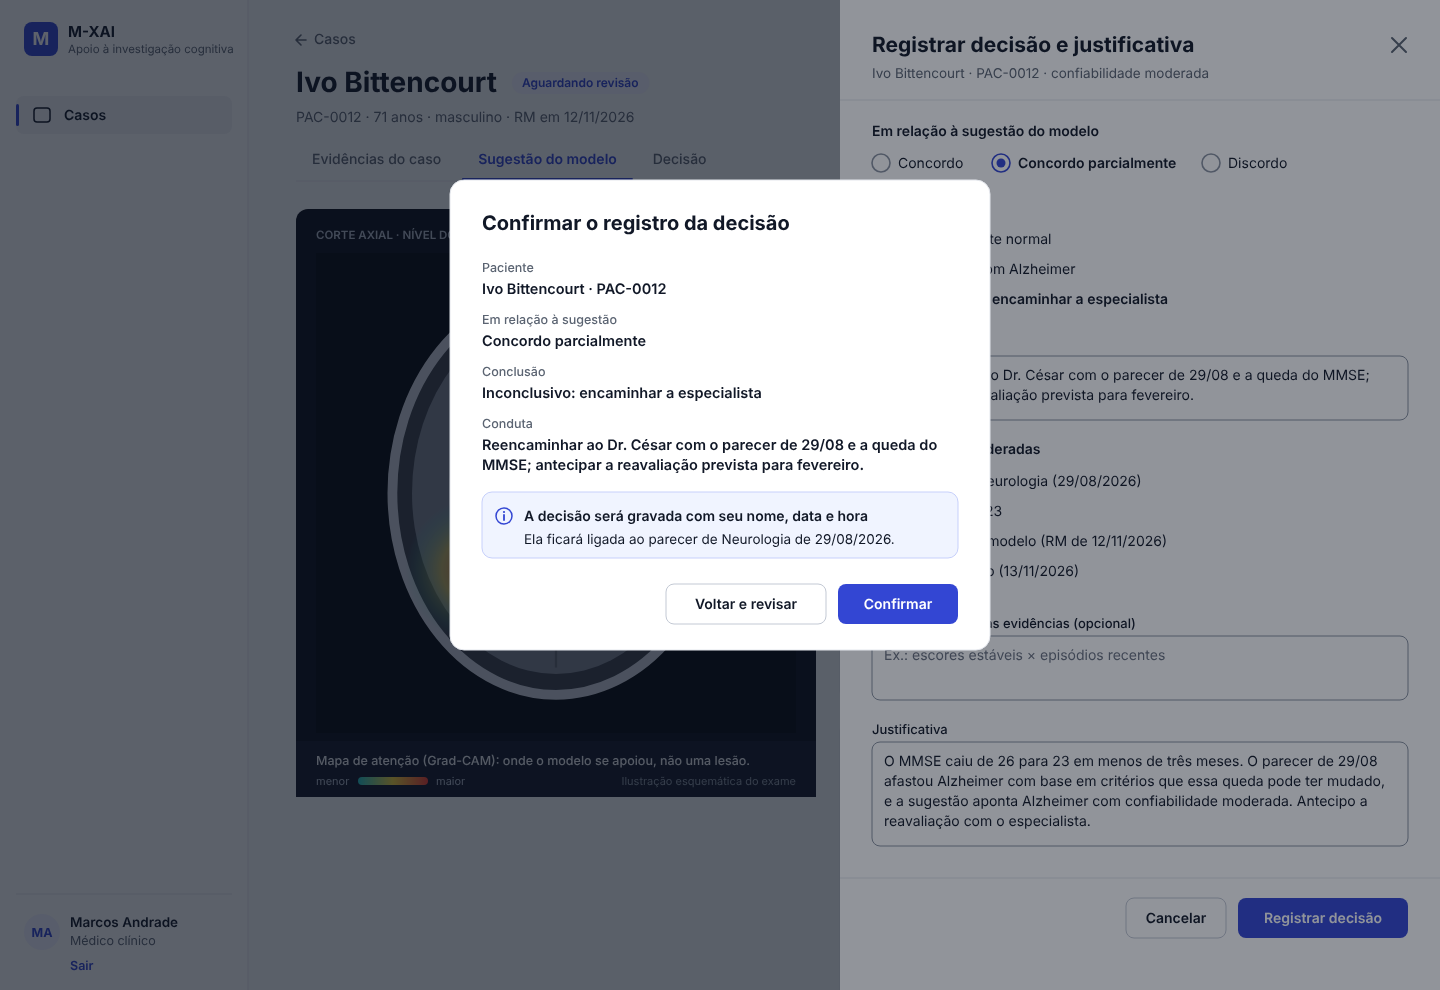 M
M-XAI
Apoio à investigação cognitiva
Casos
Marcos Andrade
MA
Médico clínico
Sair
Casos
Ivo Bittencourt
Aguardando revisão
PAC-0012 · 71 anos · masculino · RM em 12/11/2026
Evidências do caso
Sugestão do modelo
Decisão
CORTE AXIAL · NÍVEL
Mapa de atenção (Grad-CAM): onde o modelo se apoiou, não uma lesão.
menor
maior
Ilustração esquemática do exame
Confirmar o registro da decisão
Paciente
Ivo Bittencourt · PAC-0012
Em relação à sugestão
Concordo parcialmente
Conclusão
Inconclusivo: encaminhar a especialista
Conduta
Reencaminhar ao Dr. César com o parecer de 29/08 e a queda do
MMSE; antecipar a reavaliação prevista para fevereiro.
A decisão será gravada com seu nome, data e hora
Ela ficará ligada ao parecer de Neurologia de 29/08/2026.
Voltar e revisar
Confirmar
Registrar decisão e justificativa
Ivo Bittencourt · PAC-0012 · confiabilidade moderada
Em relação à sugestão do modelo
Concordo
Concordo parcialmente
Discordo
normal
Alzheimer
encaminhar a especialista
Dr. César com o parecer de 29/08 e a queda do MMSE;
prevista para fevereiro.
(29/08/2026)
23
modelo (RM de 12/11/2026)
(13/11/2026)
evidências (opcional)
Ex.: escores estáveis × episódios recentes
Justificativa
O MMSE caiu de 26 para 23 em menos de três meses. O parecer de 29/08
afastou Alzheimer com base em critérios que essa queda pode ter mudado,
e a sugestão aponta Alzheimer com confiabilidade moderada. Antecipo a
reavaliação com o especialista.
Cancelar
Registrar decisão